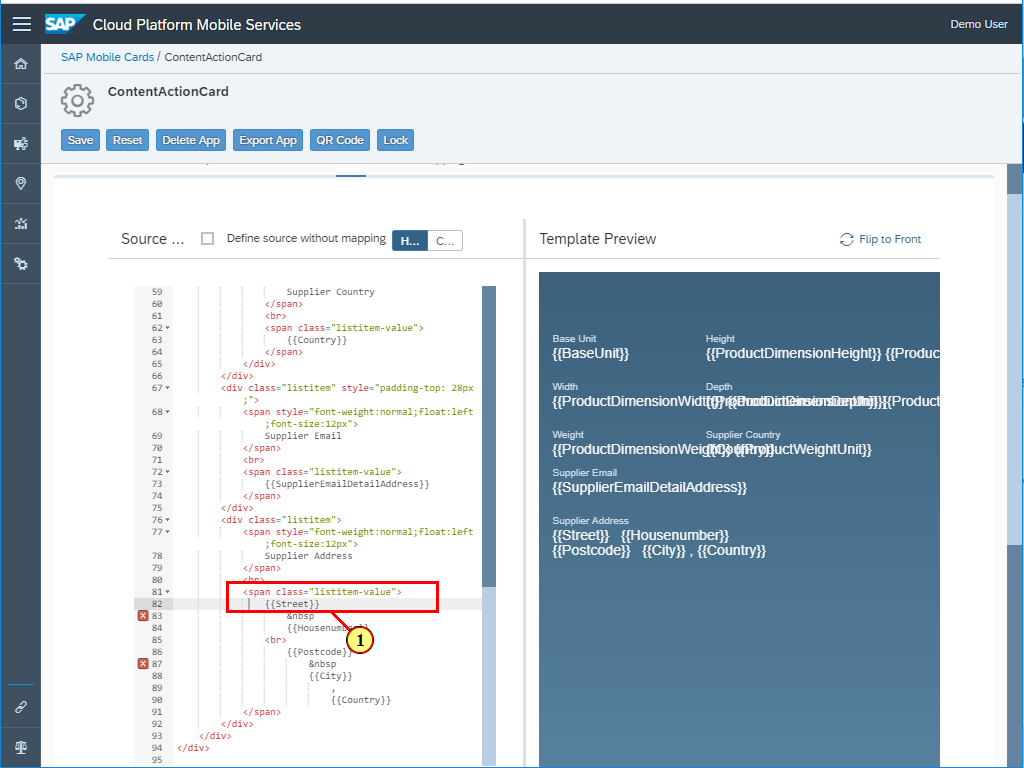 SAP Cloud Platform Mobile Services
Demo User
SAP Mobile Cards / ContentActionCard
ContentActionCard
Save Reset Delete App Export App QR Code Lock
Source ... Define source without mapping H... C...
Template Preview Flip to Front
59 Supplier Country
60 </span>
61 <br>
62 <span class="listitem-value">
63 {{Country}}
64 </span>
65 </div>
66 </div>
67 <div class="listitem" style="padding-top: 28px
;">
68 <span style="font-weight:normal;float:left
;font-size:12px">
69 Supplier Email
70 </span>
71 <br>
72 <span class="listitem-value">
73 {{SupplierEmailDetailAddress}}
74 </span>
75 </div>
76 <div class="listitem">
77 <span style="font-weight:normal;float:left
;font-size:12px">
78 Supplier Address
79 </span>
80 <br>
81 <span class="listitem-value">
82 {{Street}}
83 &nbsp
84 {{Housenumber}}
85 <br>
86 {{Postcode}}
87 &nbsp
88 {{City}}
89 ,
90 {{Country}}
91 </span>
92 </div>
93 </div>
94 </div>
95
1
Base Unit Height
{{BaseUnit}} {{ProductDimensionHeight}} {{Produc
Width Depth
Weight Supplier Country
Supplier Email
{{SupplierEmailDetailAddress}}
Supplier Address
{{Street}} {{Housenumber}}
{{Postcode}} {{City}} , {{Country}}